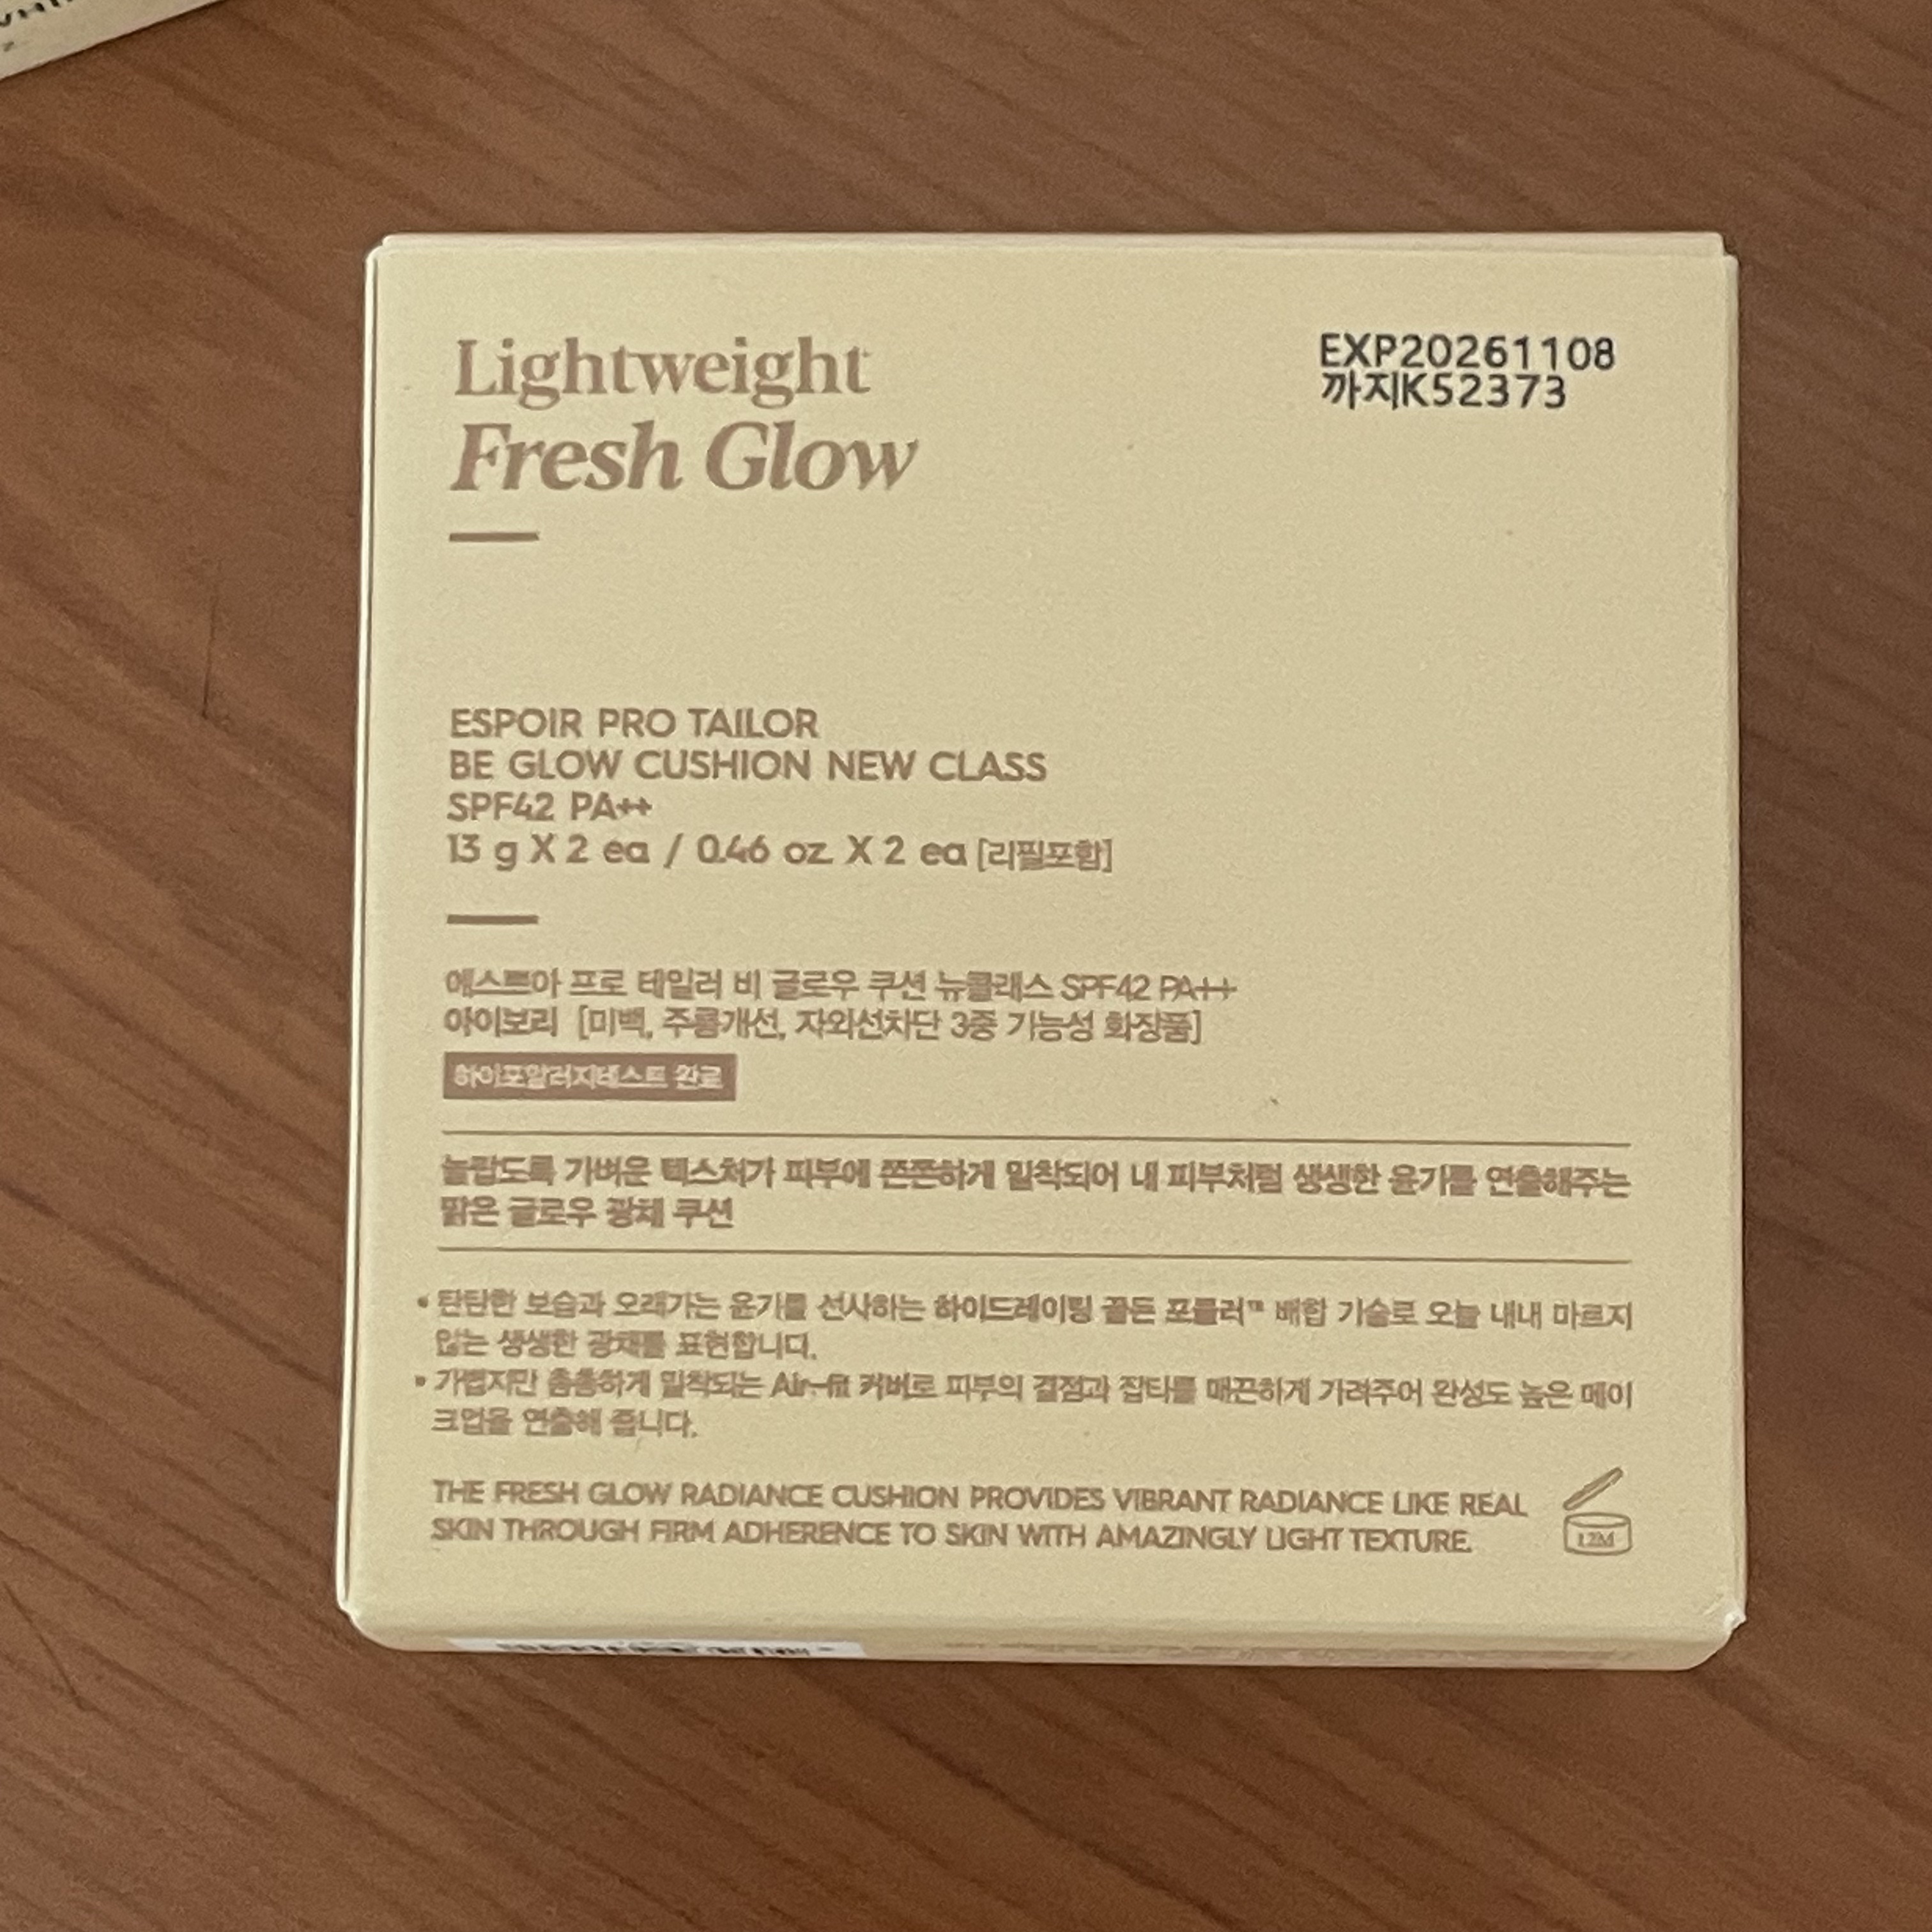 Lightweight
Fresh Glow
EXP20261108
까지K52373
ESPOIR PRO TAILOR
BE GLOW CUSHION NEW CLASS
SPF42 PA++
13 g X 2 ea / 0.46 oz. X 2 ea [리필포함]
에스쁘아 프로 테일러 비 글로우 쿠션 뉴클래스 SPF42 PA++
아이보리 [미백, 주름개선, 자외선차단 3중 기능성 화장품]
하이포알러지테스트 완료
놀랍도록 가벼운 텍스처가 피부에 쫀쫀하게 밀착되어 내 피부처럼 생생한 윤기를 연출해주는
맑은 글로우 광채 쿠션
• 탄탄한 보습과 오래가는 윤기를 선사하는 하이드레이팅 골든 포뮬러™ 배합 기술로 오늘 내내 마르지
않는 생생한 광채를 표현합니다.
• 가볍지만 촘촘하게 밀착되는 Air-fit 커버로 피부의 결점과 잡티를 매끈하게 가려주어 완성도 높은 메이
크업을 연출해 줍니다.
THE FRESH GLOW RADIANCE CUSHION PROVIDES VIBRANT RADIANCE LIKE REAL
SKIN THROUGH FIRM ADHERENCE TO SKIN WITH AMAZINGLY LIGHT TEXTURE.
12M